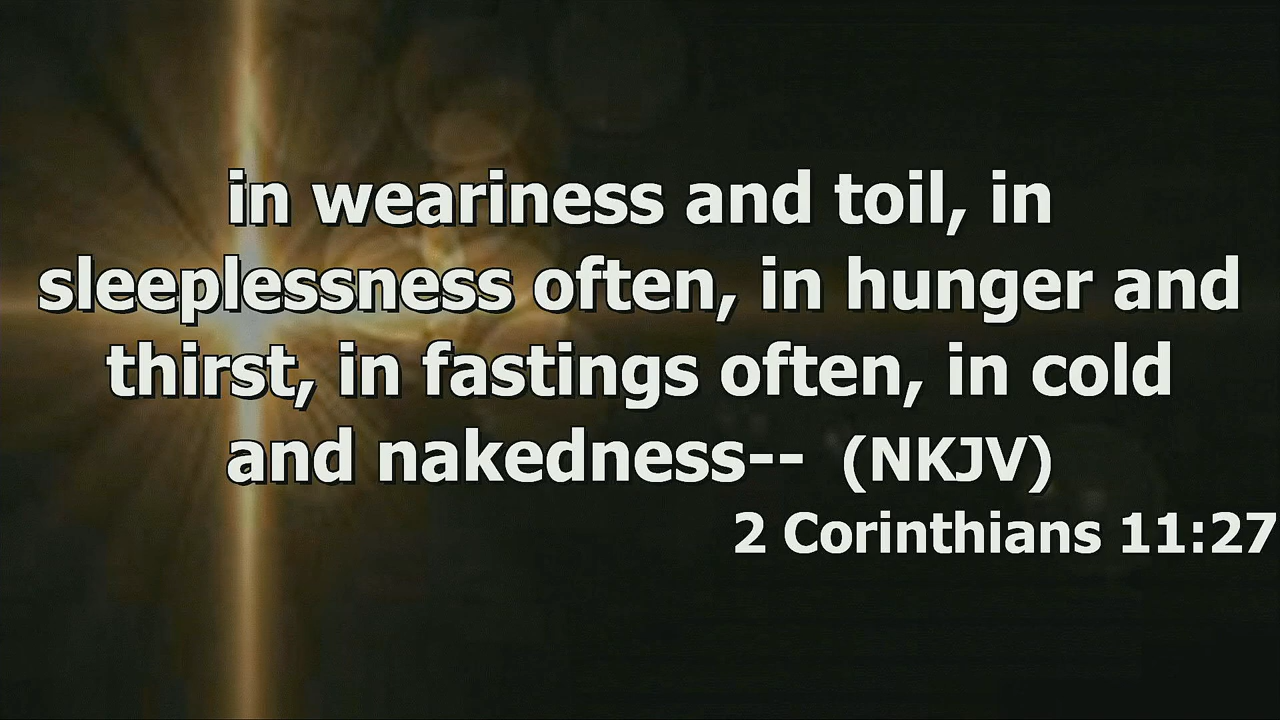 in weariness and toil, in
sleeplessness often, in hunger and
thirst, in fastings often, in cold
and nakedness-- (NKJV)
2 Corinthians 11:27